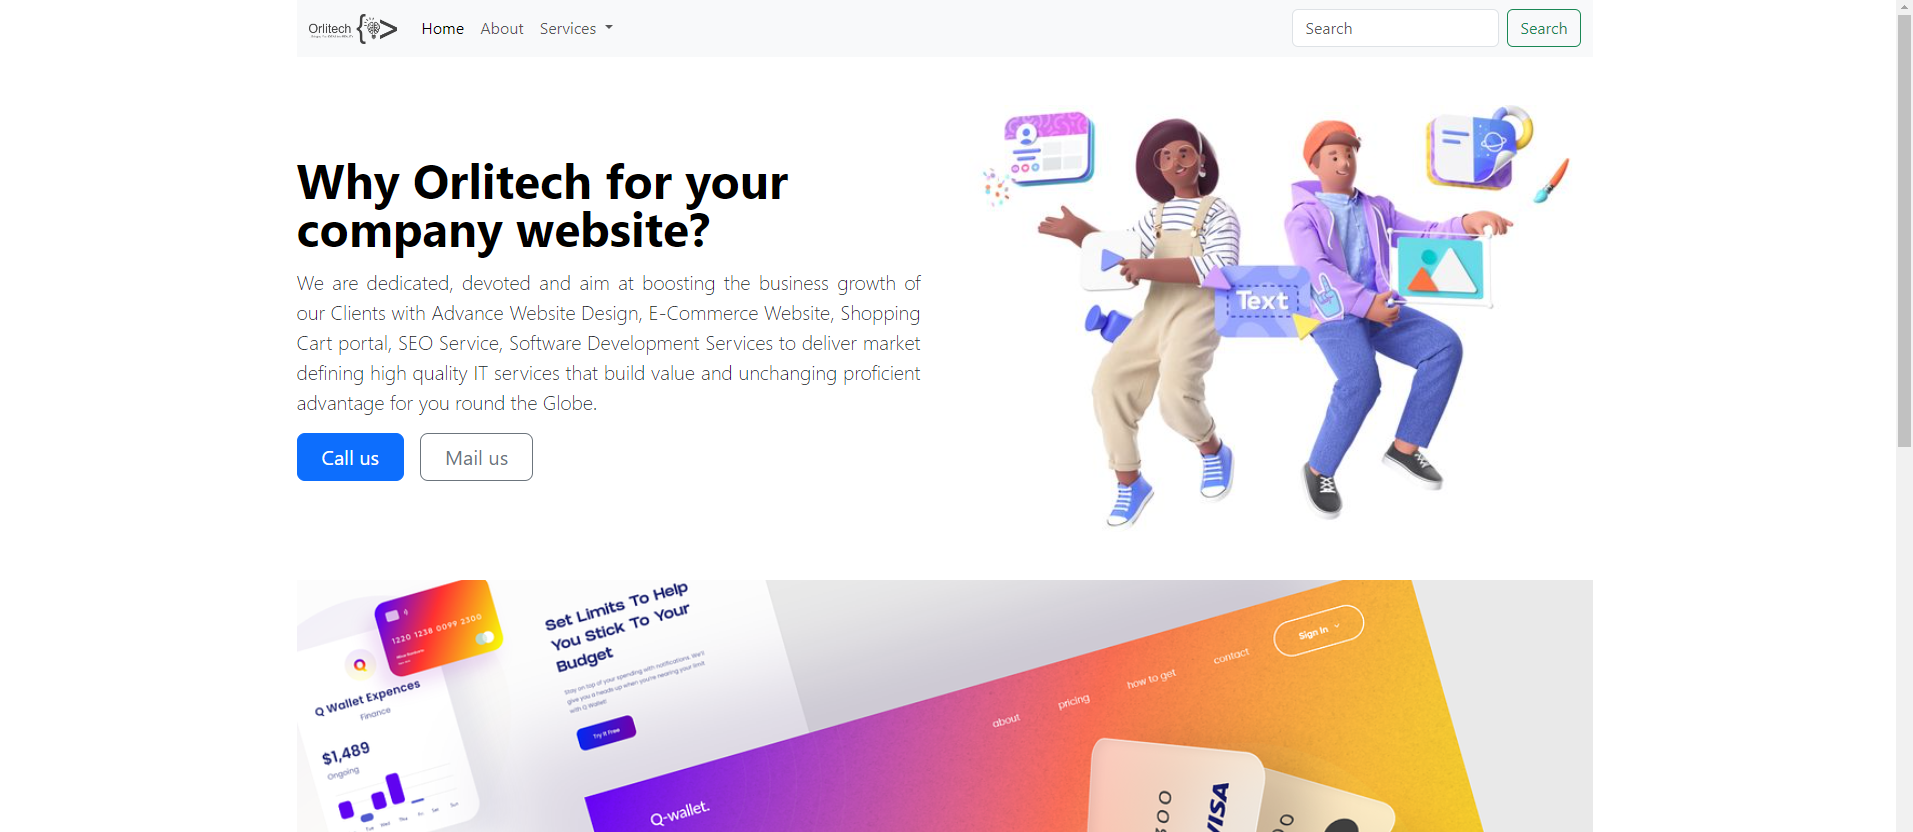 Orlitech
Home
About
Services
Search
Search
Why Orlitech for your
company website?
We are dedicated, devoted and aim at boosting the business growth of
our Clients with Advance Website Design, E-Commerce Website, Shopping
Cart portal, SEO Service, Software Development Services to deliver market
defining high quality IT services that build value and unchanging proficient
advantage for you round the Globe.
Call us
Mail us
Text
1220 1238 0099 2300
Q Wallet Expences
Finance
$1,489
Ongoing
Tue Wed Thu Fri Sat Sun
Set Limits To Help
You Stick To Your
Budget
Stay on top of your spending with notifications. We'll
give you a heads up when you're nearing your limit
with Q Wallet!
Try It Free
about
pricing
how to get
contact
Sign In
Q-wallet.
VISA